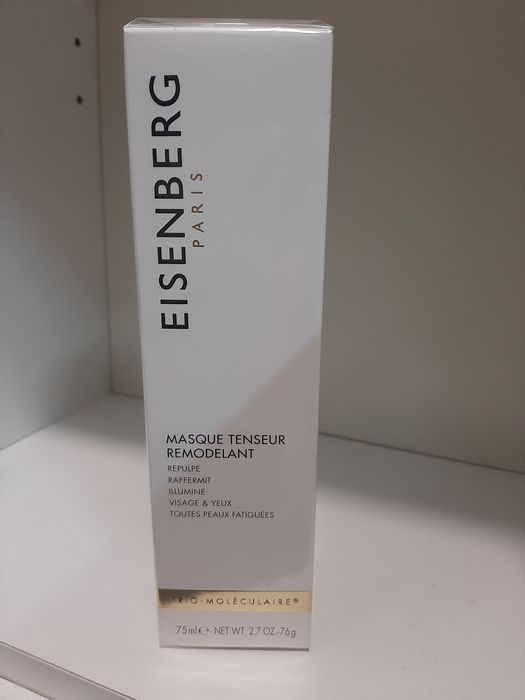 EISENBERG
PARIS
MASQUE TENSEUR
REMODELANT
REPULPE
RAFFERMIT
ILLUMINE
VISAGE & YEUX
TOUTES PEAUX FATIGUÉES
TRIO-MOLÉCULAIRE®
75ml℮-NET WT. 2.7 OZ.-76g